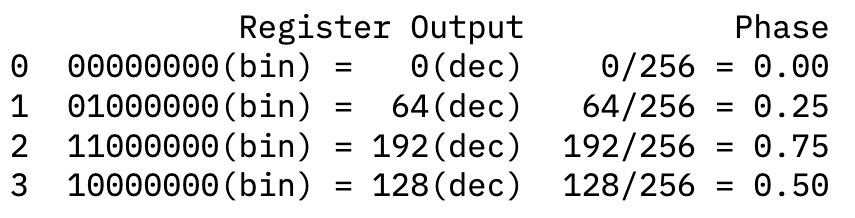 Register Output Phase
0 00000000(bin) = 0(dec) 0/256 = 0.00
1 01000000(bin) = 64(dec) 64/256 = 0.25
2 11000000(bin) = 192(dec) 192/256 = 0.75
3 10000000(bin) = 128(dec) 128/256 = 0.50